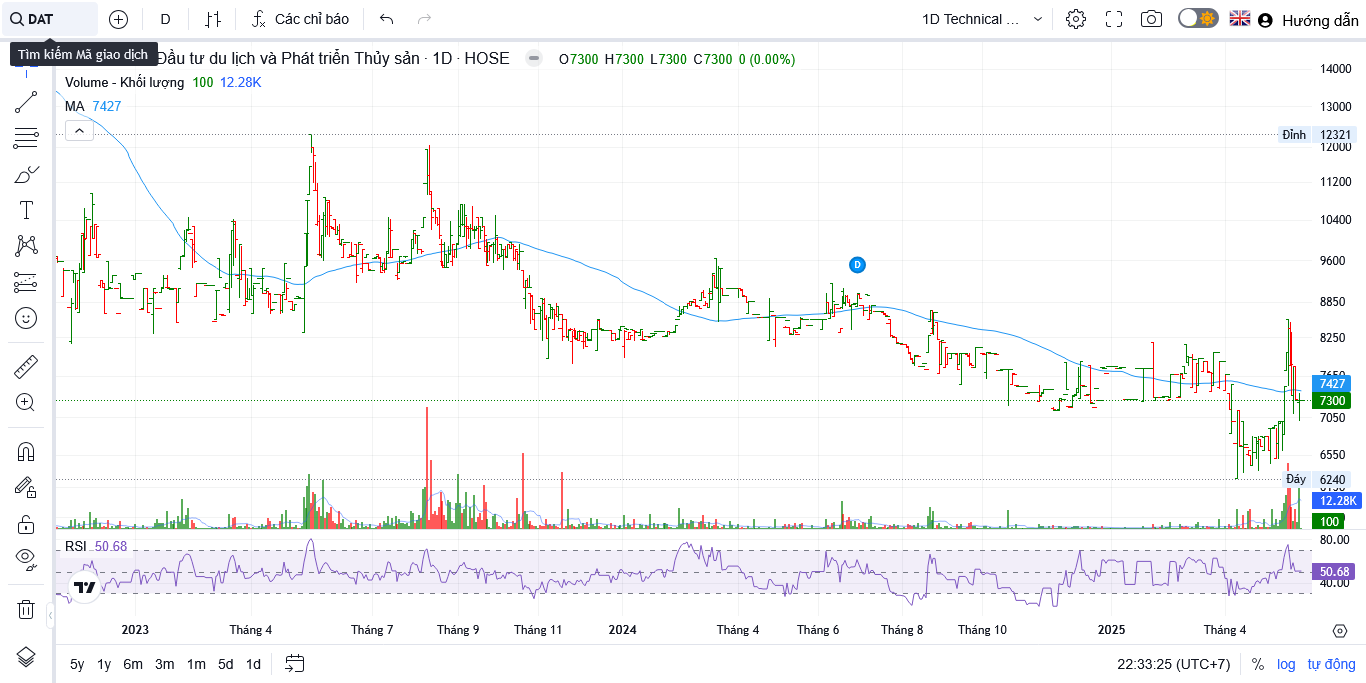 DAT D Các chỉ báo 1D Technical ... Hướng dẫn
Tìm kiếm Mã giao dịch
Đầu tư du lịch và Phát triển Thủy sản · 1D · HOSE O7300 H7300 L7300 C7300 0 (0.00%)
Volume - Khối lượng 100 12.28K
MA 7427
14000
13000
Đỉnh 12321
12000
11200
10400
9600
8850
8250
7427
7300
7050
6550
Đáy 6240
12.28K
100
RSI 50.68
80.00
50.68
40.00
D
2023 Tháng 4 Tháng 7 Tháng 9 Tháng 11 2024 Tháng 4 Tháng 6 Tháng 8 Tháng 10 2025 Tháng 4
5y 1y 6m 3m 1m 5d 1d 22:33:25 (UTC+7) % log tự động